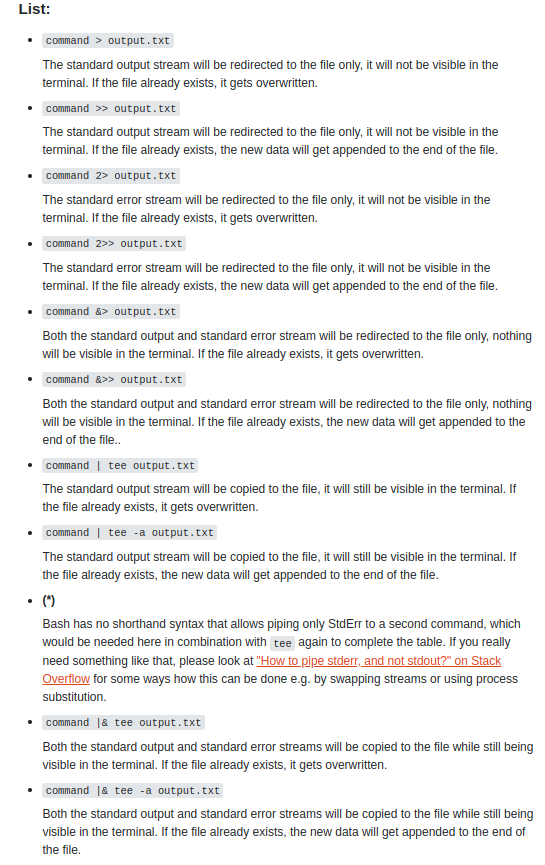 List:
command > output.txt
The standard output stream will be redirected to the file only, it will not be visible in the
terminal. If the file already exists, it gets overwritten.
command >> output.txt
The standard output stream will be redirected to the file only, it will not be visible in the
terminal. If the file already exists, the new data will get appended to the end of the file.
command 2> output.txt
The standard error stream will be redirected to the file only, it will not be visible in the
terminal. If the file already exists, it gets overwritten.
command 2>> output.txt
The standard error stream will be redirected to the file only, it will not be visible in the
terminal. If the file already exists, the new data will get appended to the end of the file.
command &> output.txt
Both the standard output and standard error stream will be redirected to the file only, nothing
will be visible in the terminal. If the file already exists, it gets overwritten.
command &>> output.txt
Both the standard output and standard error stream will be redirected to the file only, nothing
will be visible in the terminal. If the file already exists, the new data will get appended to the
end of the file..
command | tee output.txt
The standard output stream will be copied to the file, it will still be visible in the terminal. If
the file already exists, it gets overwritten.
command | tee -a output.txt
The standard output stream will be copied to the file, it will still be visible in the terminal. If
the file already exists, the new data will get appended to the end of the file.
(*)
Bash has no shorthand syntax that allows piping only StdErr to a second command, which
would be needed here in combination with tee again to complete the table. If you really
need something like that, please look at "How to pipe stderr, and not stdout?" on Stack
Overflow for some ways how this can be done e.g. by swapping streams or using process
substitution.
command |& tee output.txt
Both the standard output and standard error streams will be copied to the file while still being
visible in the terminal. If the file already exists, it gets overwritten.
command |& tee -a output.txt
Both the standard output and standard error streams will be copied to the file while still being
visible in the terminal. If the file already exists, the new data will get appended to the end of
the file.